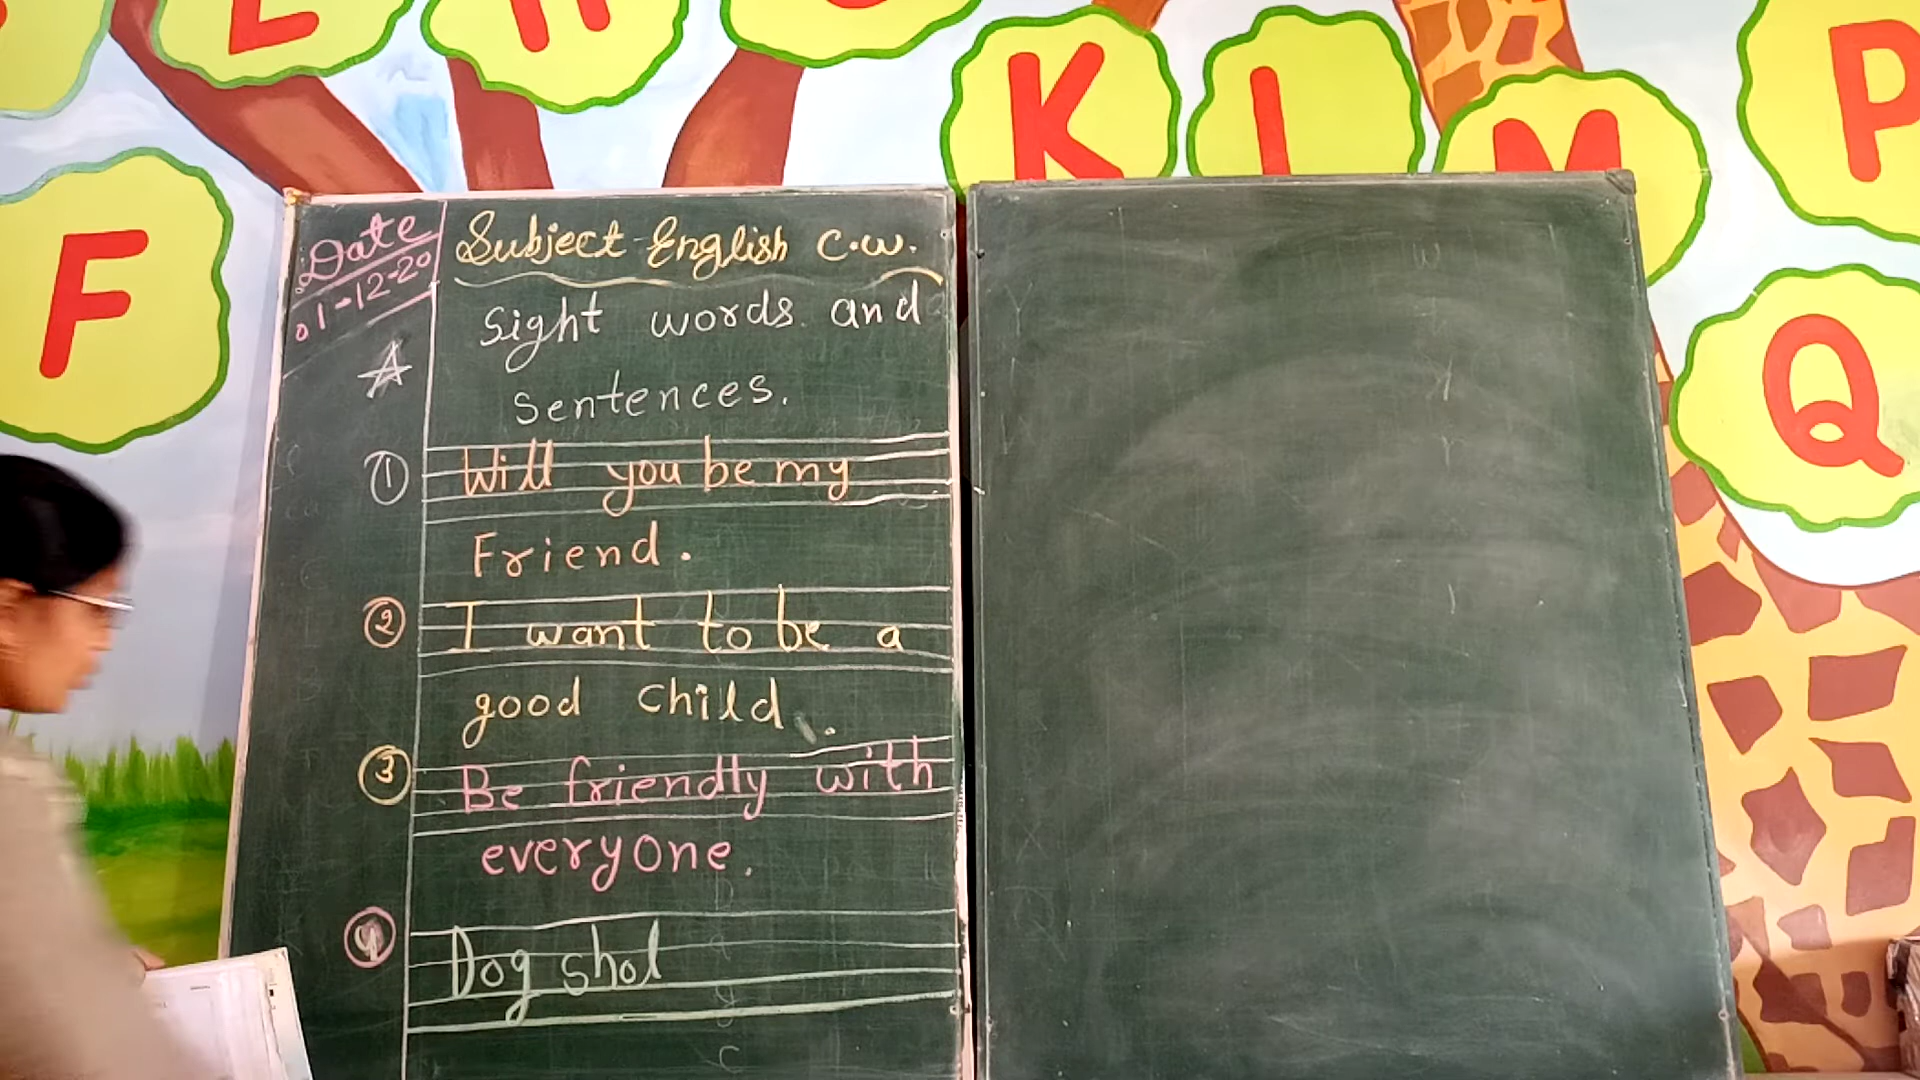 E
H
K
L
M
P
F
Q
Date
01-12-20
Subject English C.W.
A
Sight words and
sentences.
① Will you be my
Friend.
② I want to be a
good child.
③ Be friendly with
everyone.
④ Dog shol